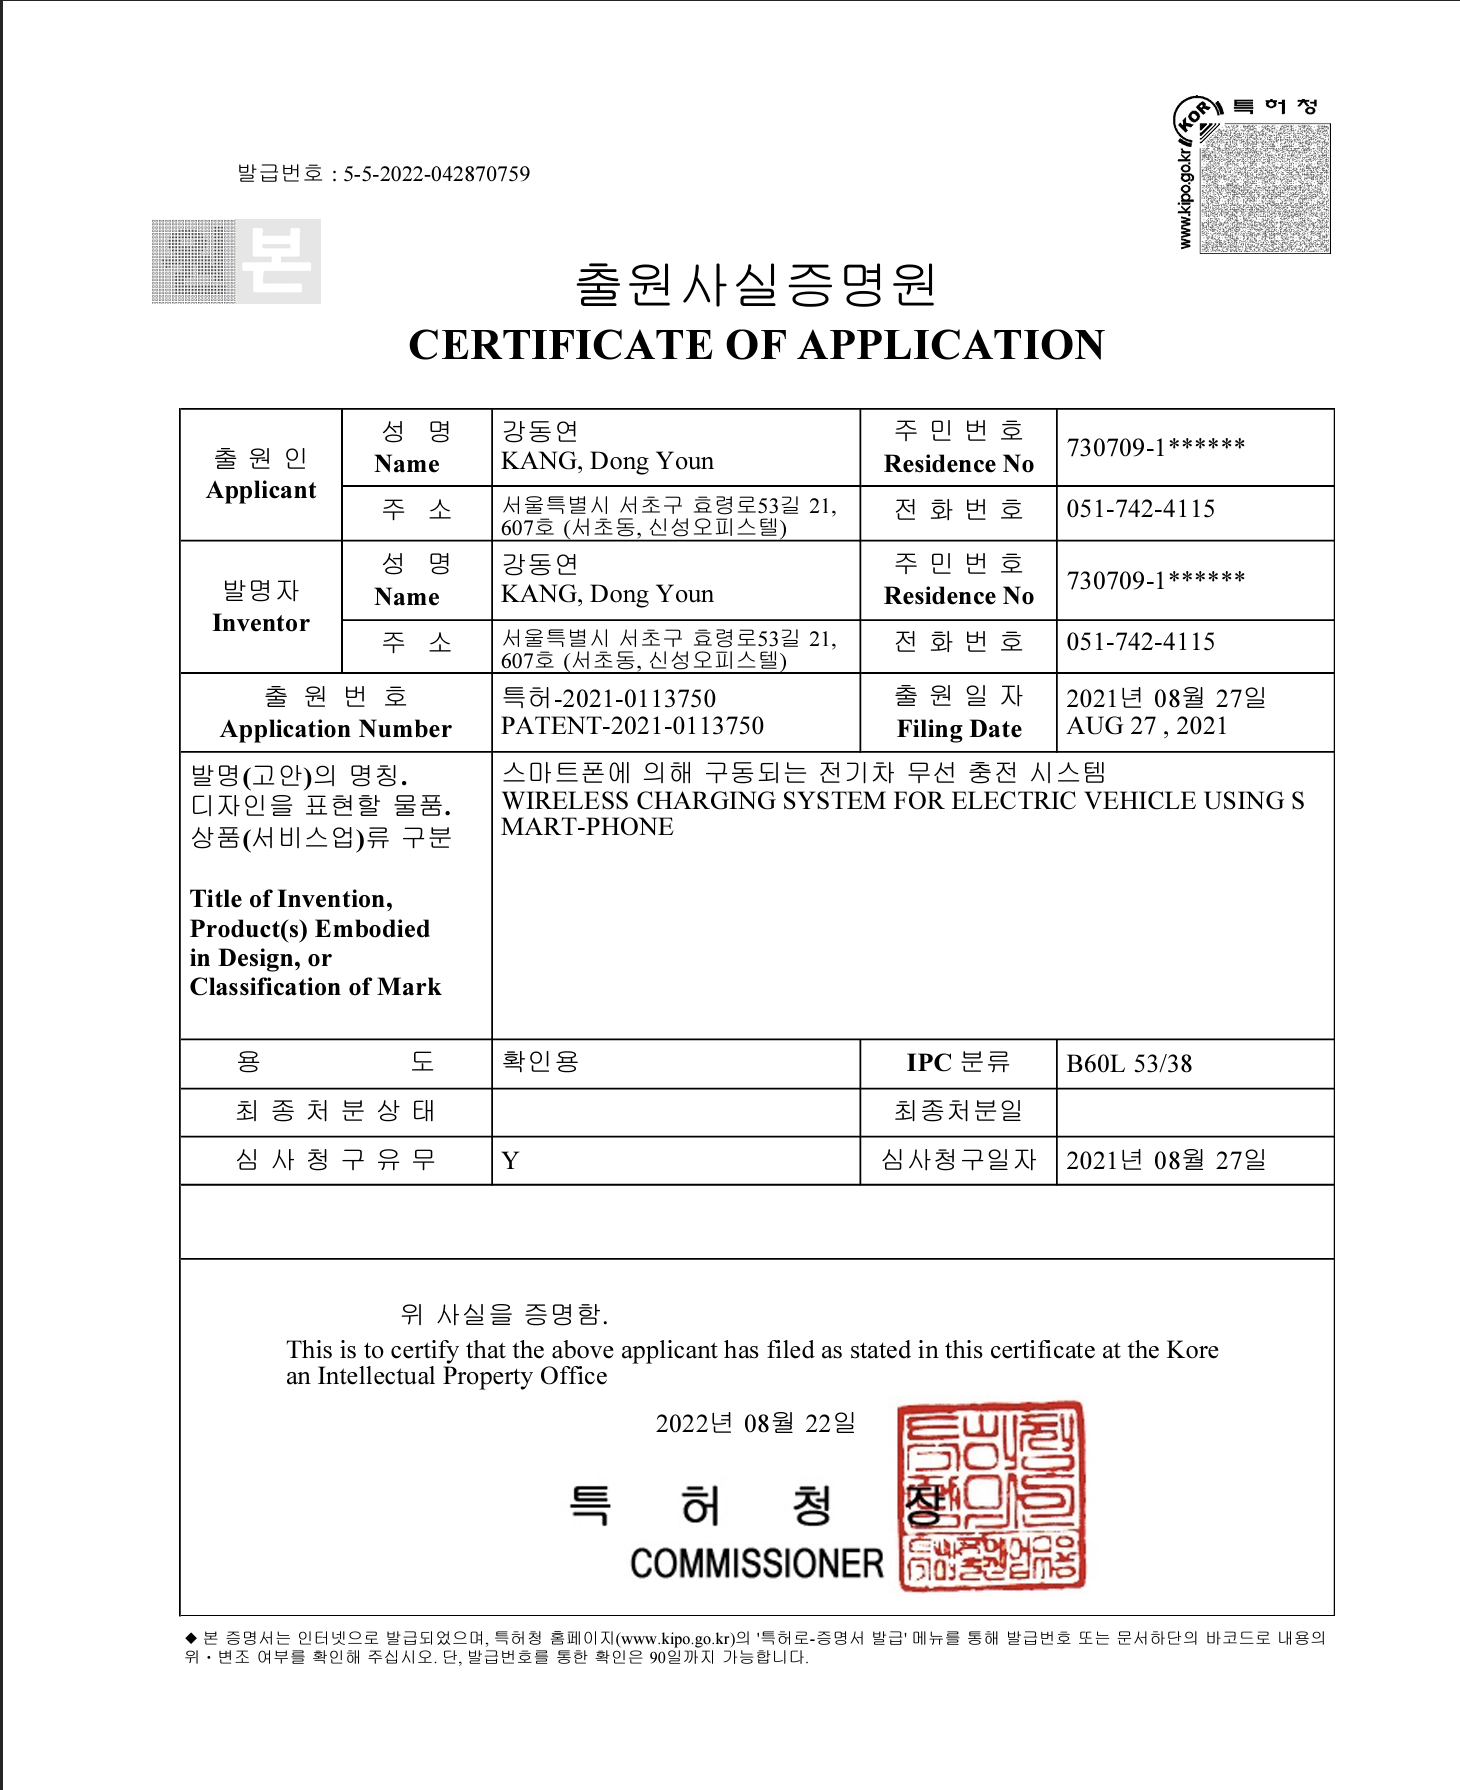 특허청
KOR
www.kipo.go.kr
발급번호 : 5-5-2022-042870759
본
출원사실증명원
CERTIFICATE OF APPLICATION
출 원 인
Applicant
성 명
Name
강동연
KANG, Dong Youn
주 민 번 호
Residence No
730709-1******
주 소
서울특별시 서초구 효령로53길 21,
607호 (서초동, 신성오피스텔)
전 화 번 호
051-742-4115
발명자
Inventor
성 명
Name
강동연
KANG, Dong Youn
주 민 번 호
Residence No
730709-1******
주 소
서울특별시 서초구 효령로53길 21,
607호 (서초동, 신성오피스텔)
전 화 번 호
051-742-4115
출 원 번 호
Application Number
특허-2021-0113750
PATENT-2021-0113750
출 원 일 자
Filing Date
2021년 08월 27일
AUG 27 , 2021
발명(고안)의 명칭.
디자인을 표현할 물품.
상품(서비스업)류 구분
Title of Invention,
Product(s) Embodied
in Design, or
Classification of Mark
스마트폰에 의해 구동되는 전기차 무선 충전 시스템
WIRELESS CHARGING SYSTEM FOR ELECTRIC VEHICLE USING S
MART-PHONE
용 도
확인용
IPC 분류
B60L 53/38
최 종 처 분 상 태
최종처분일
심 사 청 구 유 무
Y
심사청구일자
2021년 08월 27일
위 사실을 증명함.
This is to certify that the above applicant has filed as stated in this certificate at the Kore
an Intellectual Property Office
2022년 08월 22일
특 허 청 장
COMMISSIONER
◆ 본 증명서는 인터넷으로 발급되었으며, 특허청 홈페이지(www.kipo.go.kr)의 '특허로-증명서 발급' 메뉴를 통해 발급번호 또는 문서하단의 바코드로 내용의
위・변조 여부를 확인해 주십시오. 단, 발급번호를 통한 확인은 90일까지 가능합니다.